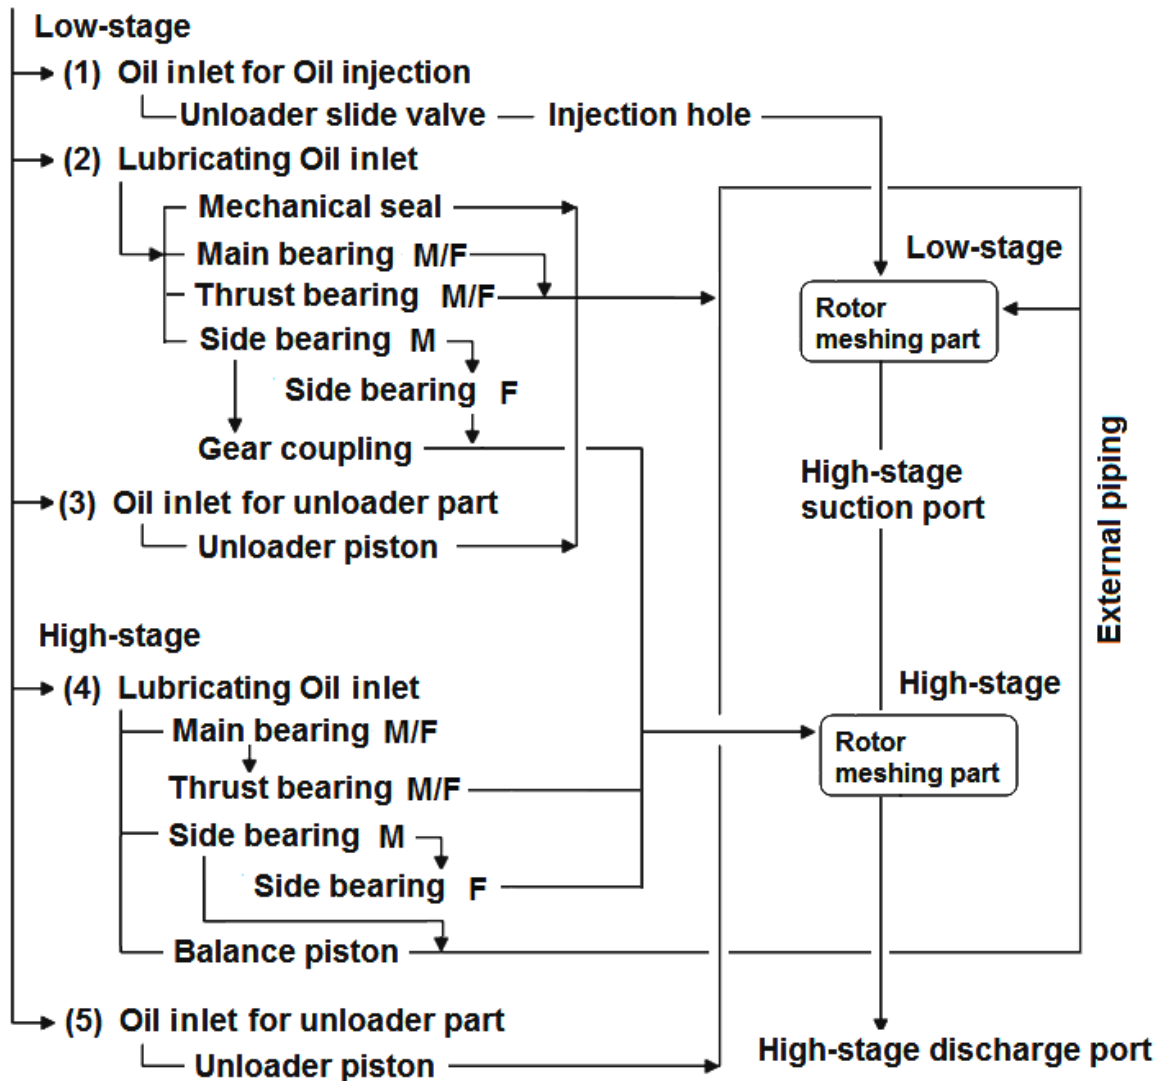 Low-stage
(1) Oil inlet for Oil injection
Unloader slide valve
Injection hole
(2) Lubricating Oil inlet
Mechanical seal
Main bearing M/F
Thrust bearing M/F
Side bearing M
Side bearing F
Gear coupling
(3) Oil inlet for unloader part
Unloader piston
High-stage
(4) Lubricating Oil inlet
Main bearing M/F
Thrust bearing M/F
Side bearing M
Side bearing F
Balance piston
(5) Oil inlet for unloader part
Unloader piston
Low-stage
Rotor
meshing part
High-stage
suction port
High-stage
Rotor
meshing part
High-stage discharge port
External piping